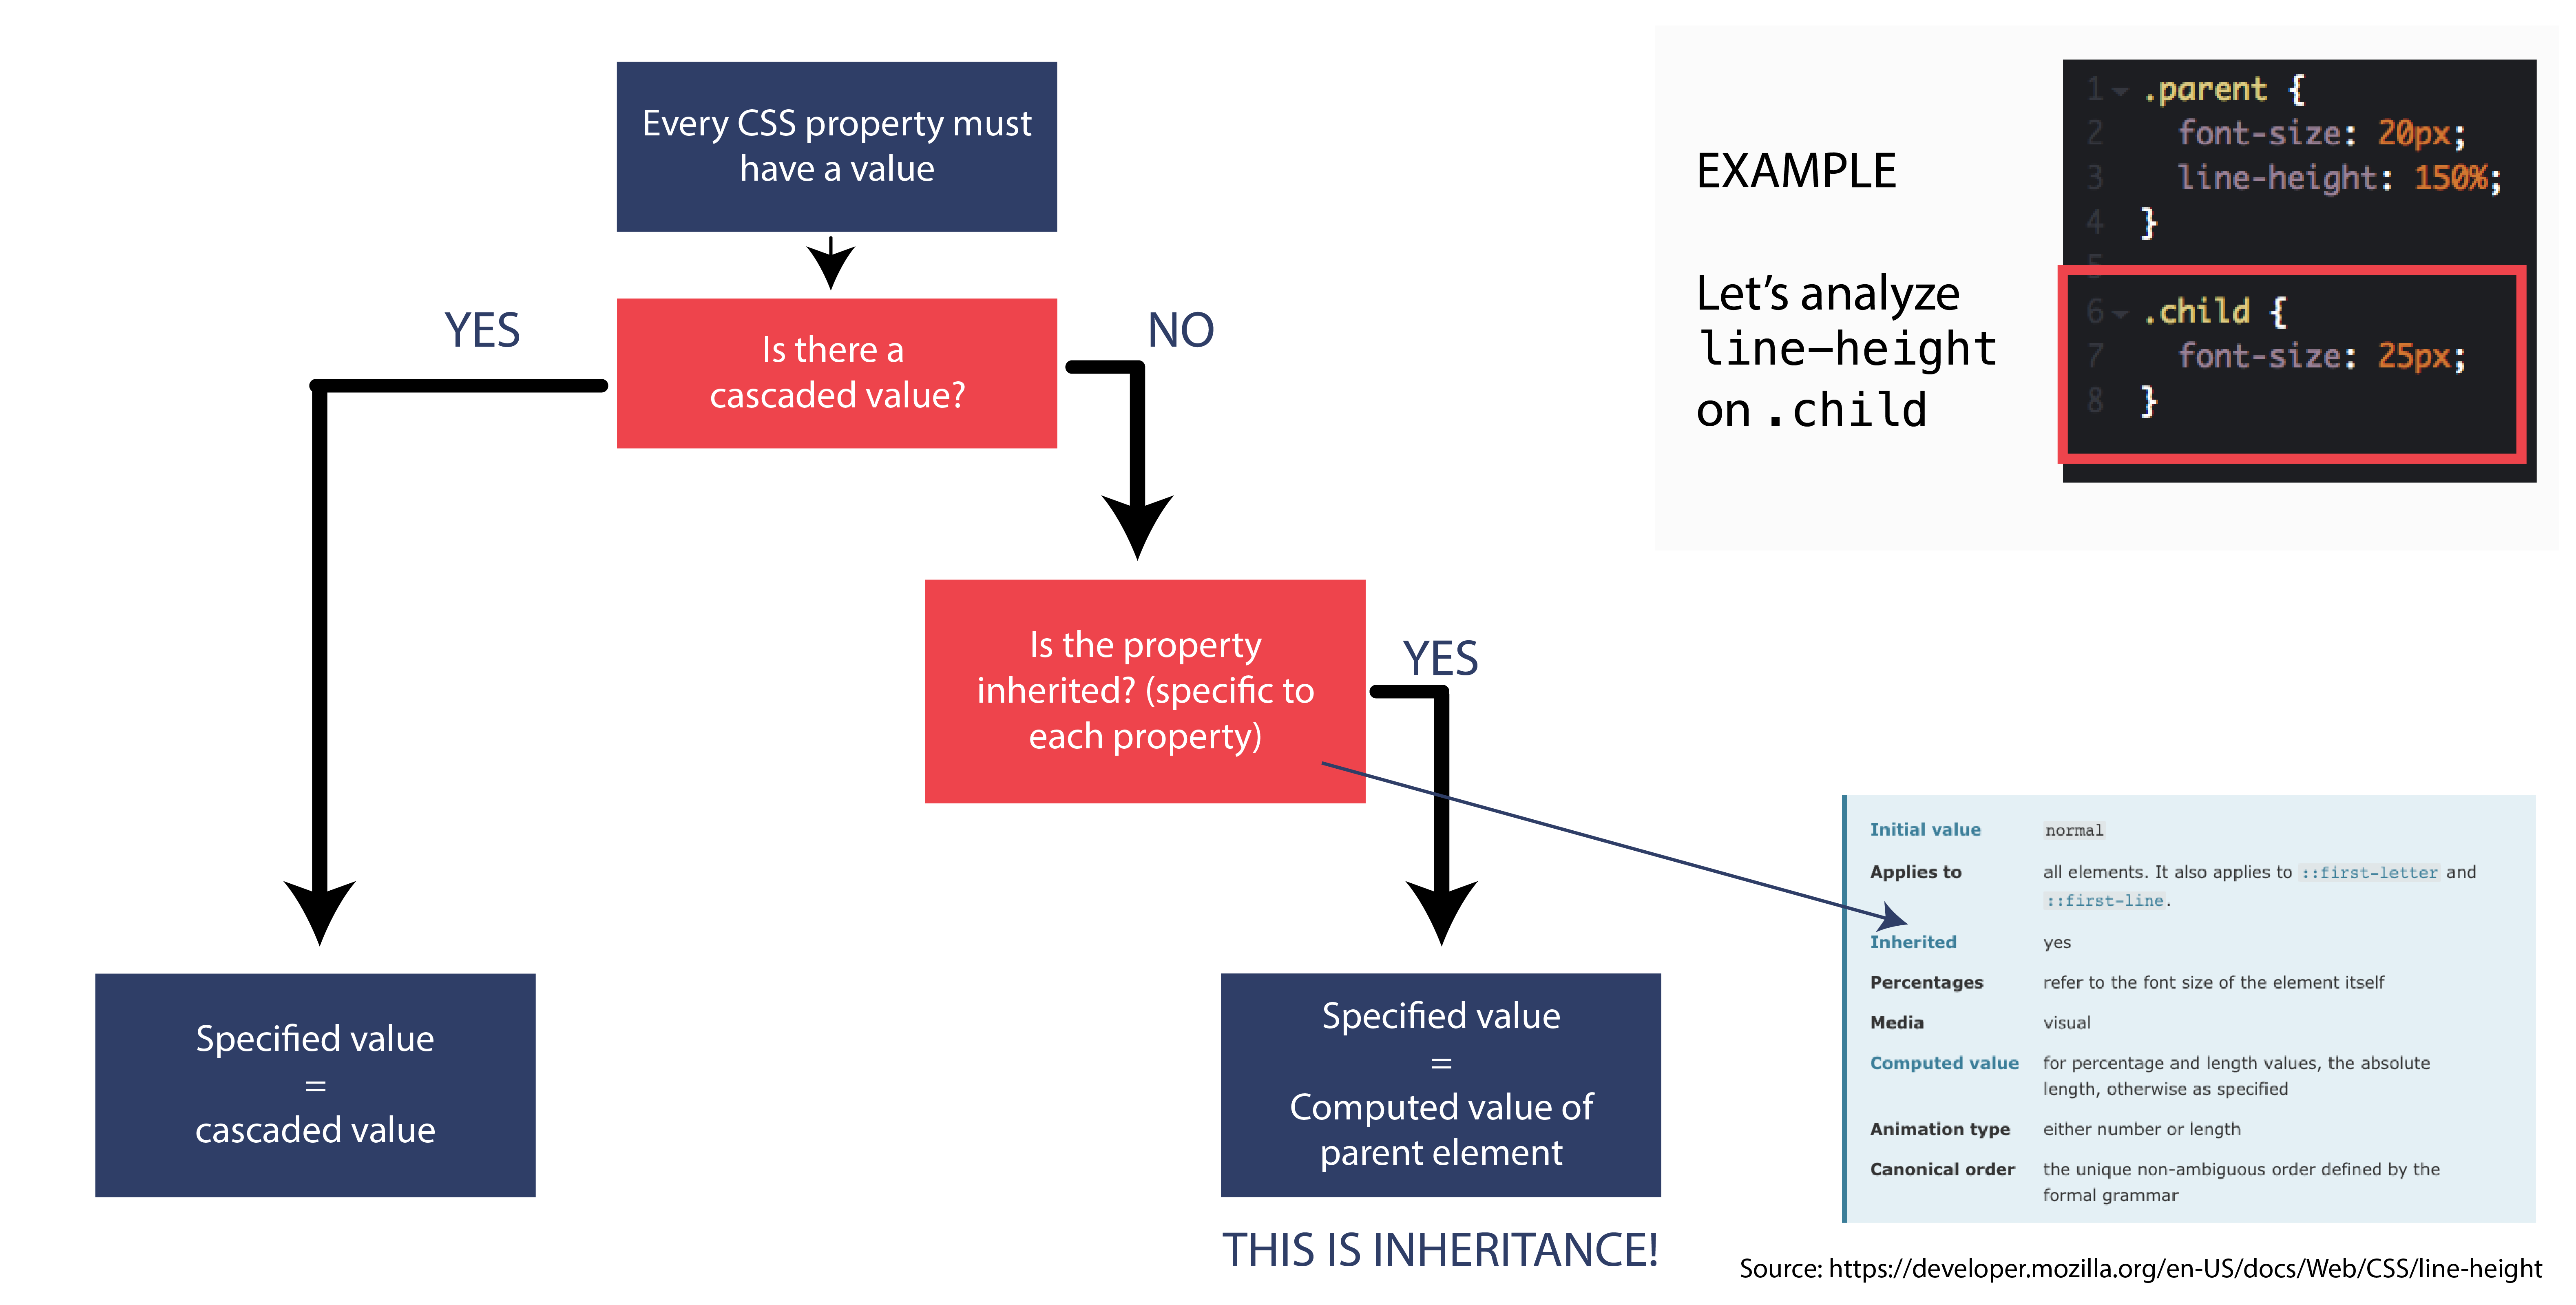 Every CSS property must
have a value
YES
Is there a
cascaded value?
NO
Is the property
inherited? (specific to
each property)
YES
Specified value
=
cascaded value
Specified value
=
Computed value of
parent element
THIS IS INHERITANCE!
EXAMPLE
Let’s analyze
line-height
on .child
1 .parent {
2 font-size: 20px;
3 line-height: 150%;
4 }
5
6 .child {
7 font-size: 25px;
8 }
Initial value normal
Applies to all elements. It also applies to ::first-letter and
::first-line.
Inherited yes
Percentages refer to the font size of the element itself
Media visual
Computed value for percentage and length values, the absolute
length, otherwise as specified
Animation type either number or length
Canonical order the unique non-ambiguous order defined by the
formal grammar
Source: https://developer.mozilla.org/en-US/docs/Web/CSS/line-height